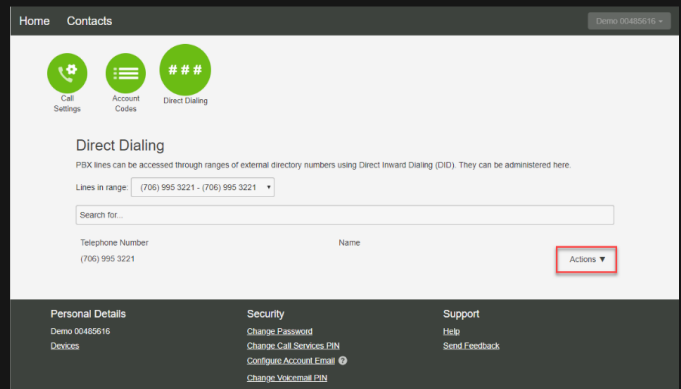 Home Contacts Demo 00485616
###
Call Settings
Account Codes
Direct Dialing
Direct Dialing
PBX lines can be accessed through ranges of external directory numbers using Direct Inward Dialing (DID). They can be administered here.
Lines in range: (706) 995 3221 - (706) 995 3221
Search for...
Telephone Number Name
(706) 995 3221 Actions ▼
Personal Details Security Support
Demo 00485616 Change Password Help
Devices Change Call Services PIN Send Feedback
Configure Account Email ?
Change Voicemail PIN